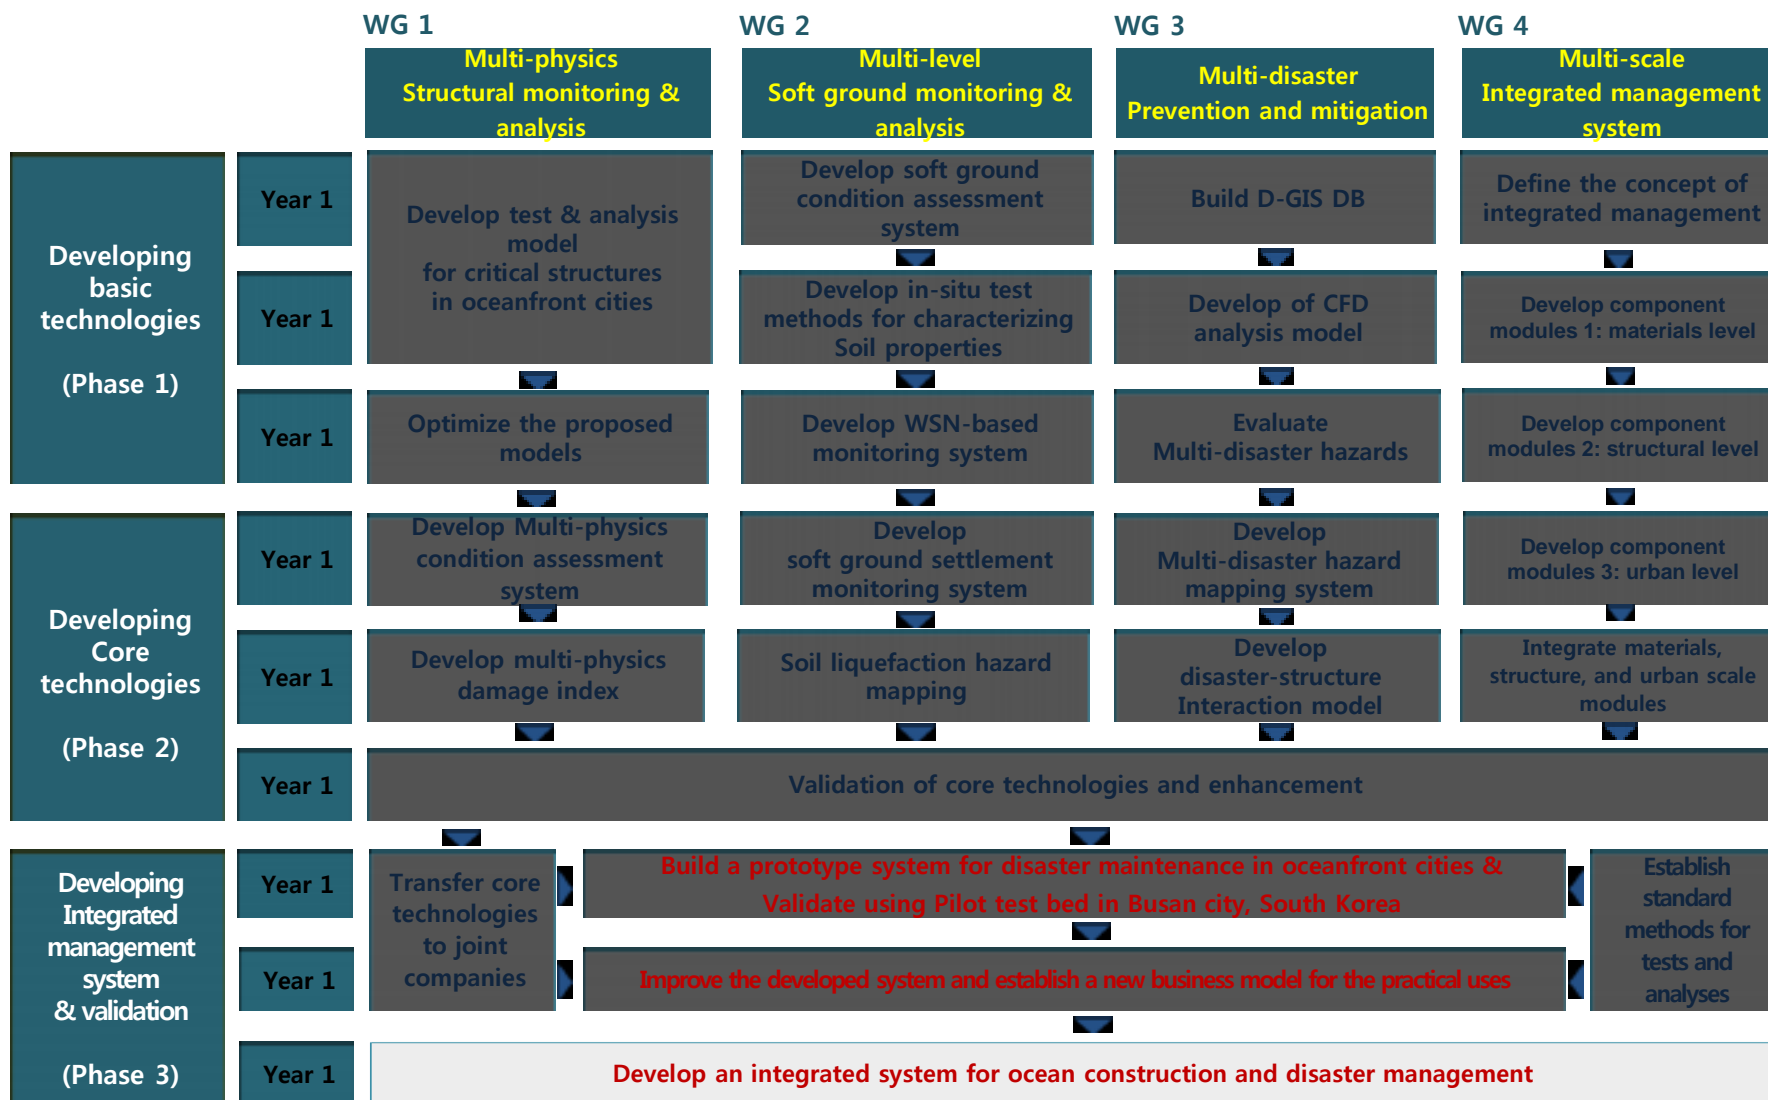 WG 1
WG 2
WG 3
WG 4
Multi-physics
Structural monitoring &
analysis
Multi-level
Soft ground monitoring &
analysis
Multi-disaster
Prevention and mitigation
Multi-scale
Integrated management
system
Developing
basic
technologies
(Phase 1)
Year 1
Develop test & analysis
model
for critical structures
in oceanfront cities
Develop soft ground
condition assessment
system
Build D-GIS DB
Define the concept of
integrated management
Year 1
Develop in-situ test
methods for characterizing
Soil properties
Develop of CFD
analysis model
Develop component
modules 1: materials level
Year 1
Optimize the proposed
models
Develop WSN-based
monitoring system
Evaluate
Multi-disaster hazards
Develop component
modules 2: structural level
Developing
Core
technologies
(Phase 2)
Year 1
Develop Multi-physics
condition assessment
system
Develop
soft ground settlement
monitoring system
Develop
Multi-disaster hazard
mapping system
Develop component
modules 3: urban level
Year 1
Develop multi-physics
damage index
Soil liquefaction hazard
mapping
Develop
disaster-structure
Interaction model
Integrate materials,
structure, and urban scale
modules
Year 1
Validation of core technologies and enhancement
Developing
Integrated
management
system
& validation
(Phase 3)
Year 1
Transfer core
technologies
to joint
companies
Build a prototype system for disaster maintenance in oceanfront cities &
Validate using Pilot test bed in Busan city, South Korea
Establish
standard
methods for
tests and
analyses
Year 1
Improve the developed system and establish a new business model for the practical uses
Year 1
Develop an integrated system for ocean construction and disaster management